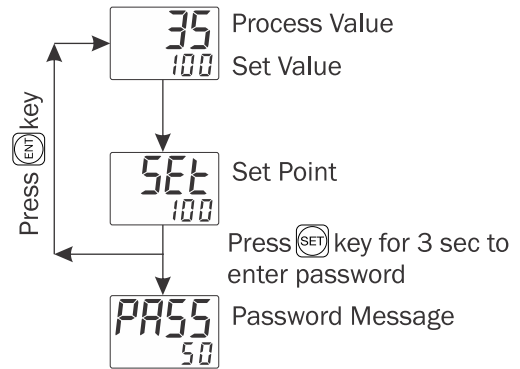 35 Process Value
100 Set Value
Press ENT key
SEt Set Point
100
Press SET key for 3 sec to
enter password
PASS Password Message
50